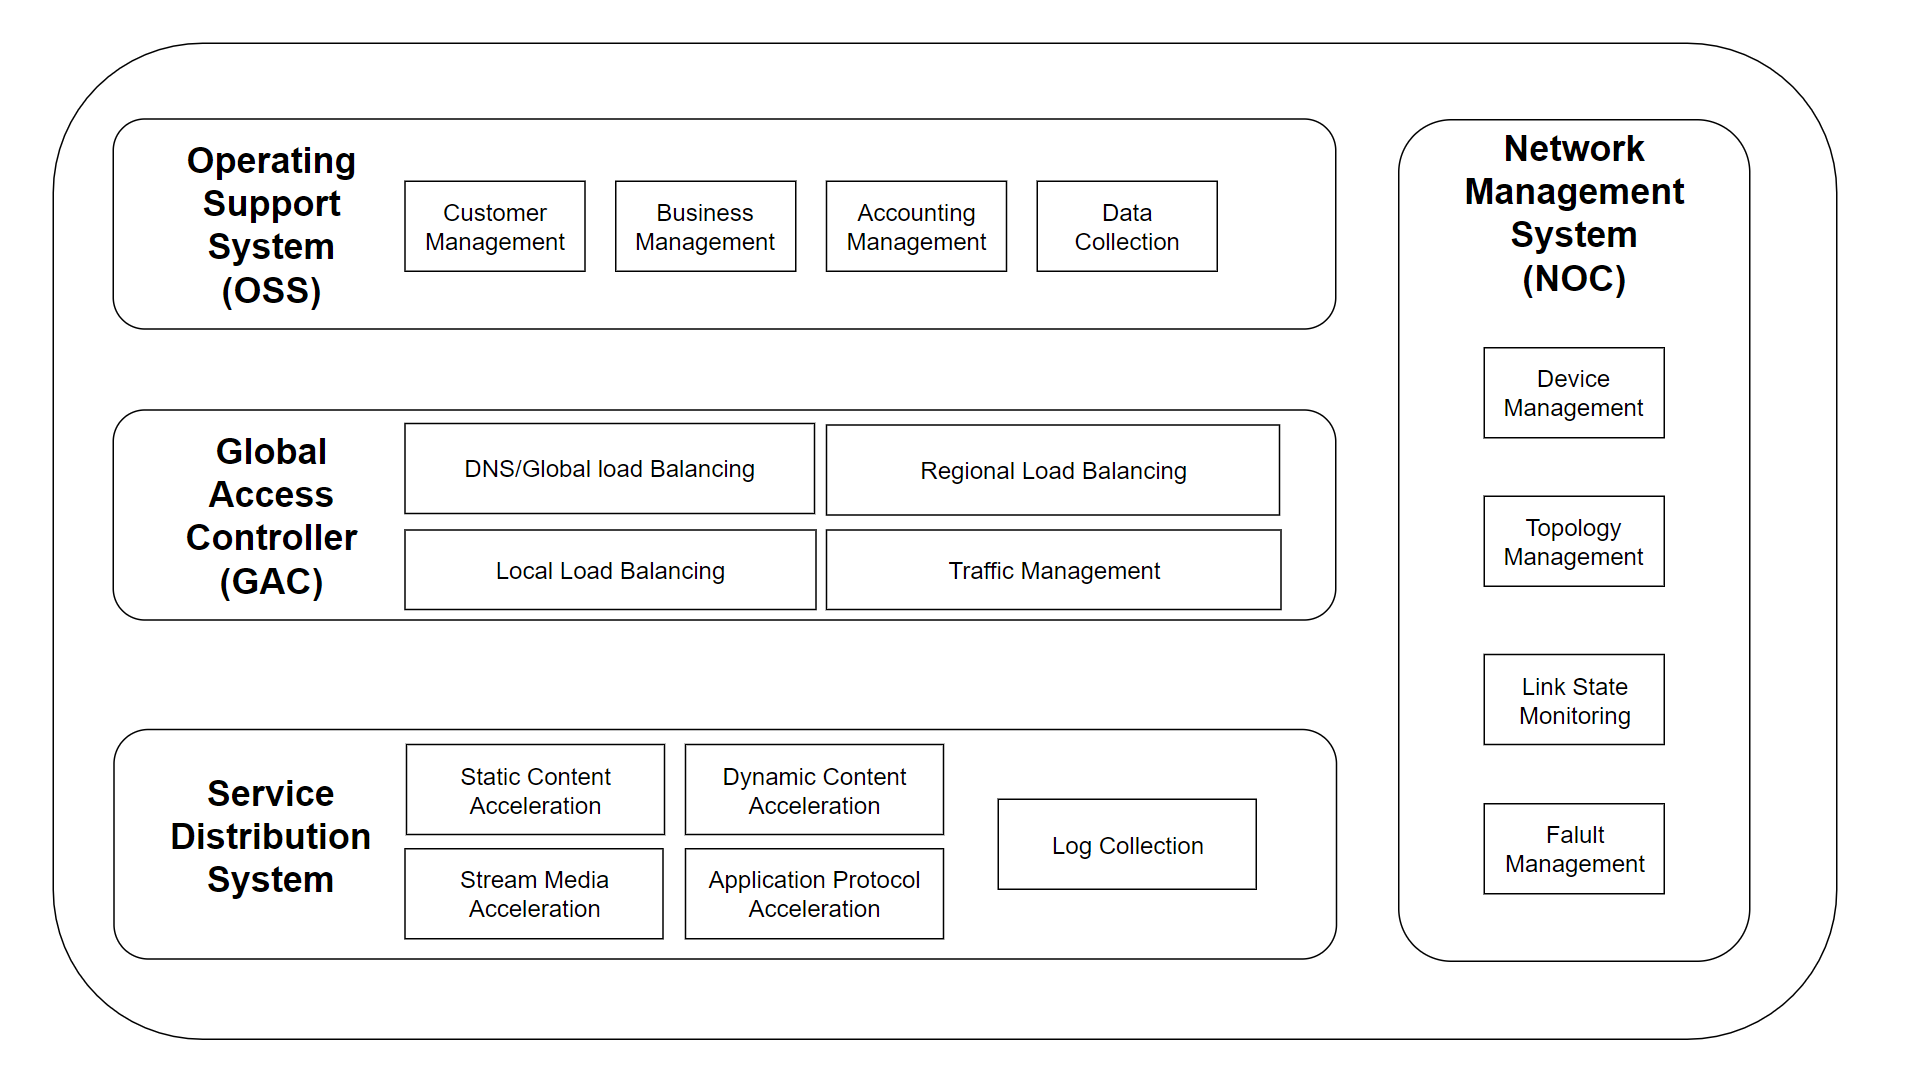 Operating
Support
System
(OSS)
Customer
Management
Business
Management
Accounting
Management
Data
Collection
Global
Access
Controller
(GAC)
DNS/Global load Balancing
Regional Load Balancing
Local Load Balancing
Traffic Management
Service
Distribution
System
Static Content
Acceleration
Dynamic Content
Acceleration
Stream Media
Acceleration
Application Protocol
Acceleration
Log Collection
Network
Management
System
(NOC)
Device
Management
Topology
Management
Link State
Monitoring
Falult
Management